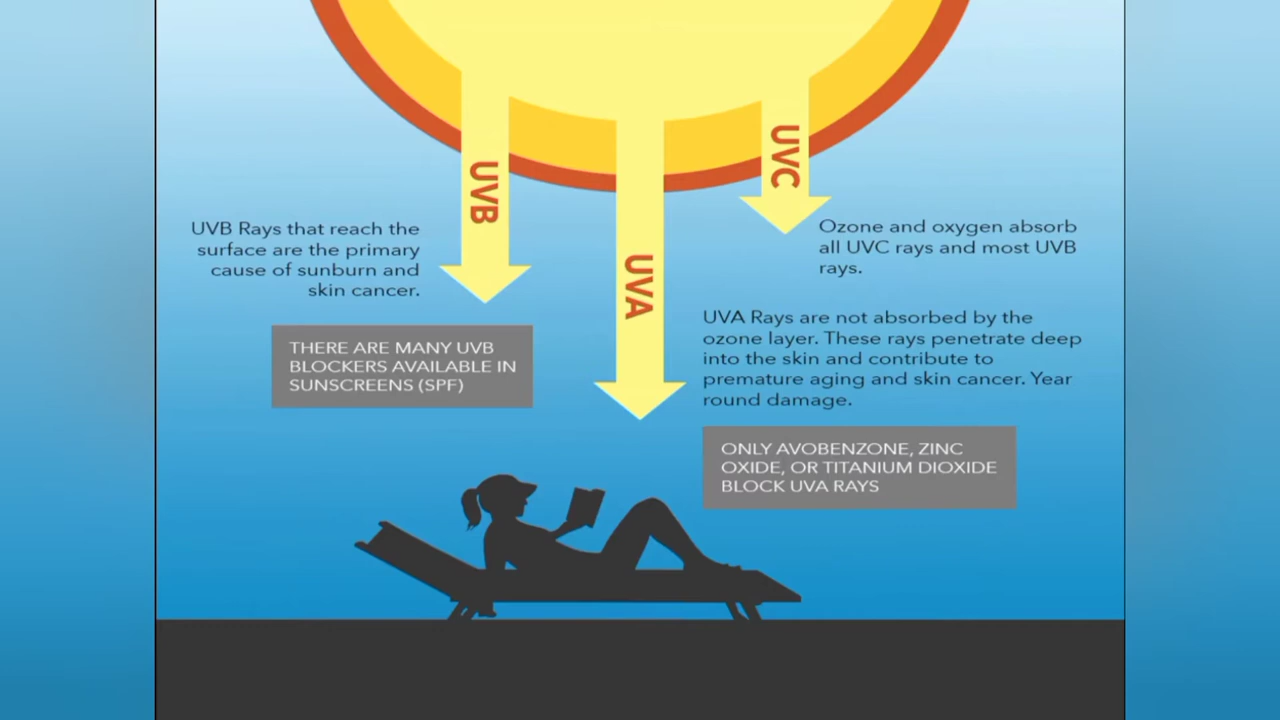 UVB
UVA
UVC
UVB Rays that reach the
surface are the primary
cause of sunburn and
skin cancer.
THERE ARE MANY UVB
BLOCKERS AVAILABLE IN
SUNSCREENS (SPF)
Ozone and oxygen absorb
all UVC rays and most UVB
rays.
UVA Rays are not absorbed by the
ozone layer. These rays penetrate deep
into the skin and contribute to
premature aging and skin cancer. Year
round damage.
ONLY AVOBENZONE, ZINC
OXIDE, OR TITANIUM DIOXIDE
BLOCK UVA RAYS